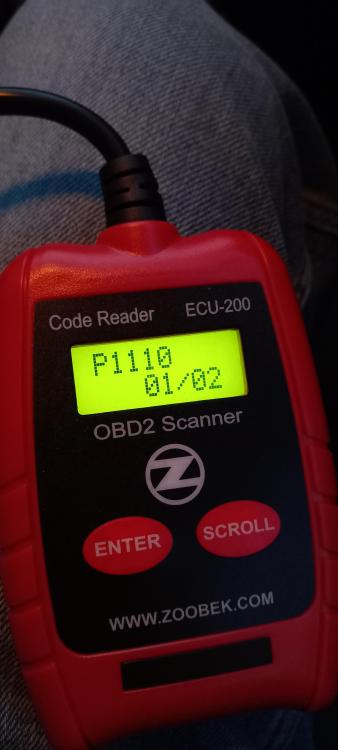 Code Reader ECU-200
P1110
01/02
OBD2 Scanner
Z
ENTER SCROLL
WWW.ZOOBEK.COM